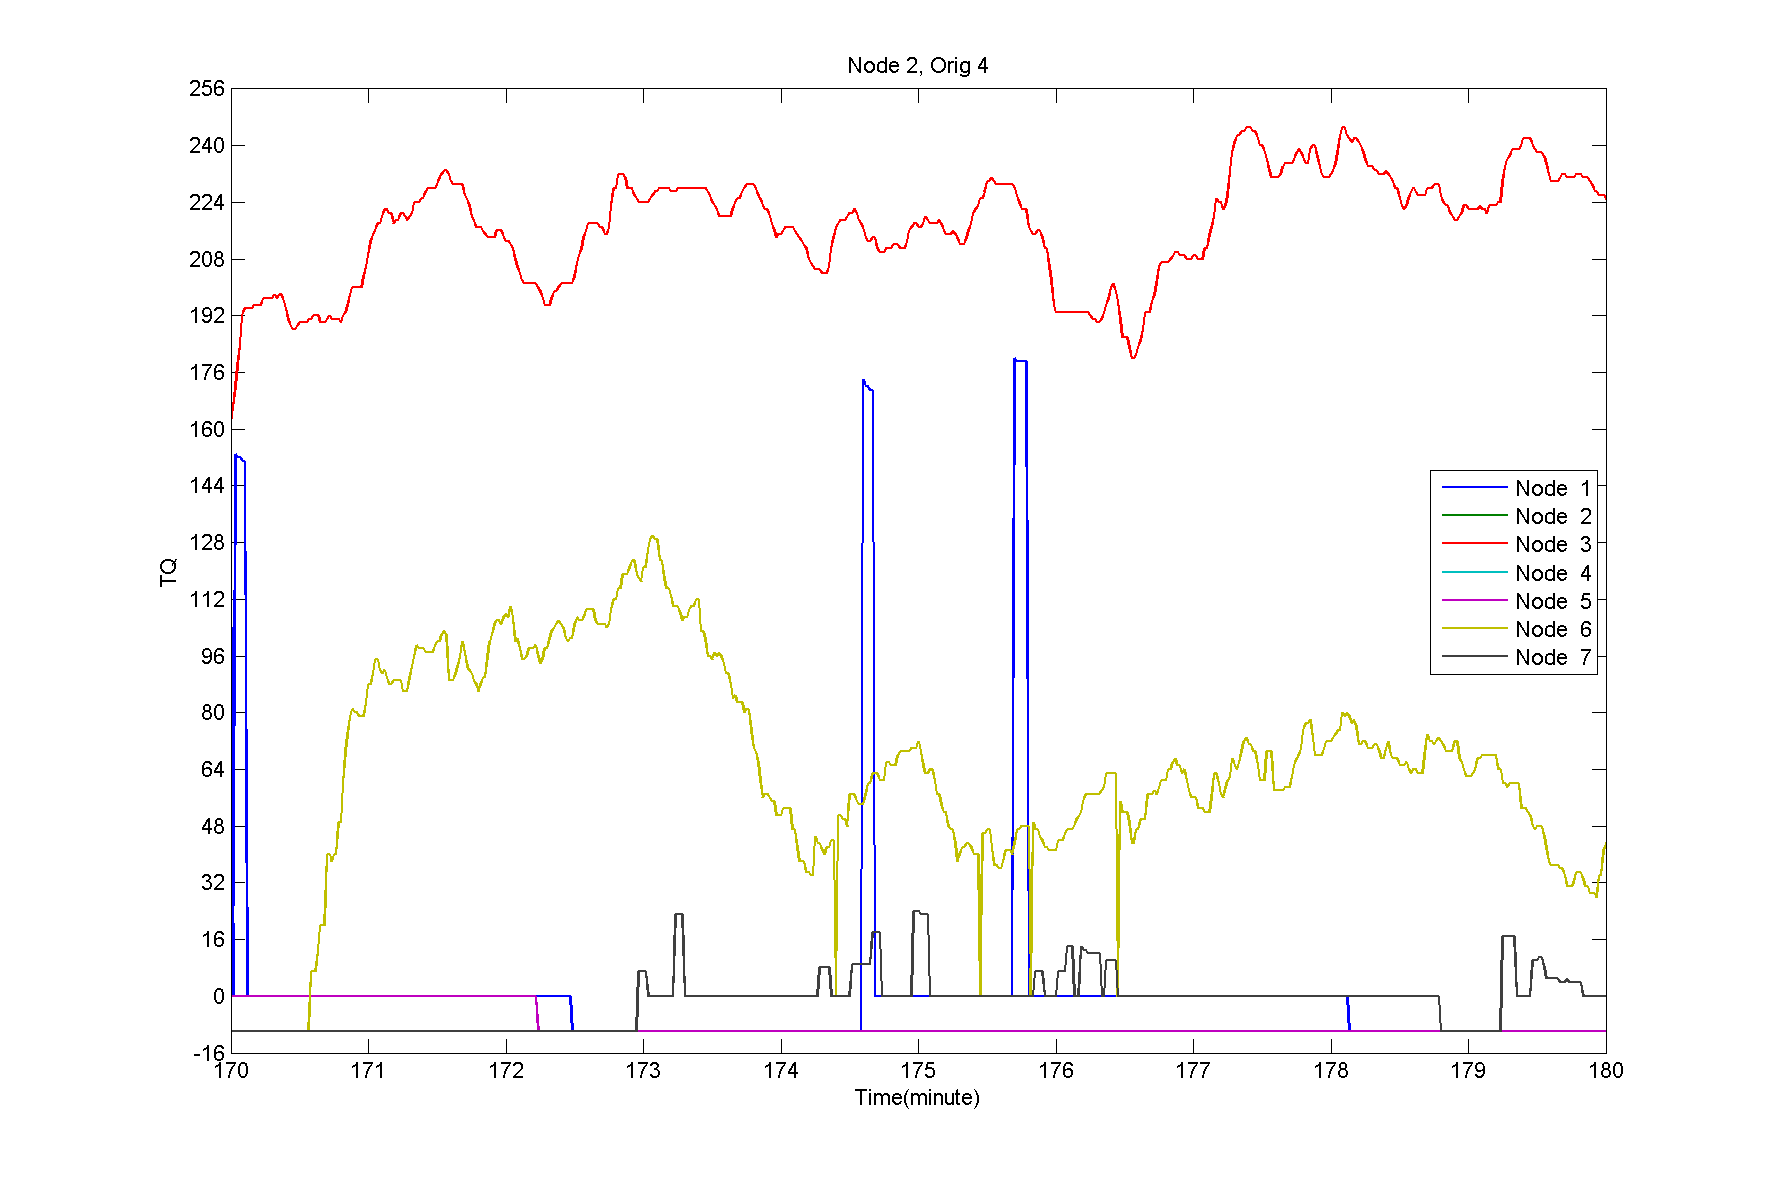 Node 2, Orig 4
256
240
224
208
192
176
160
144
128
112
96
80
64
48
32
16
0
-16
TQ
Node 1
Node 2
Node 3
Node 4
Node 5
Node 6
Node 7
170 171 172 173 174 175 176 177 178 179 180
Time(minute)